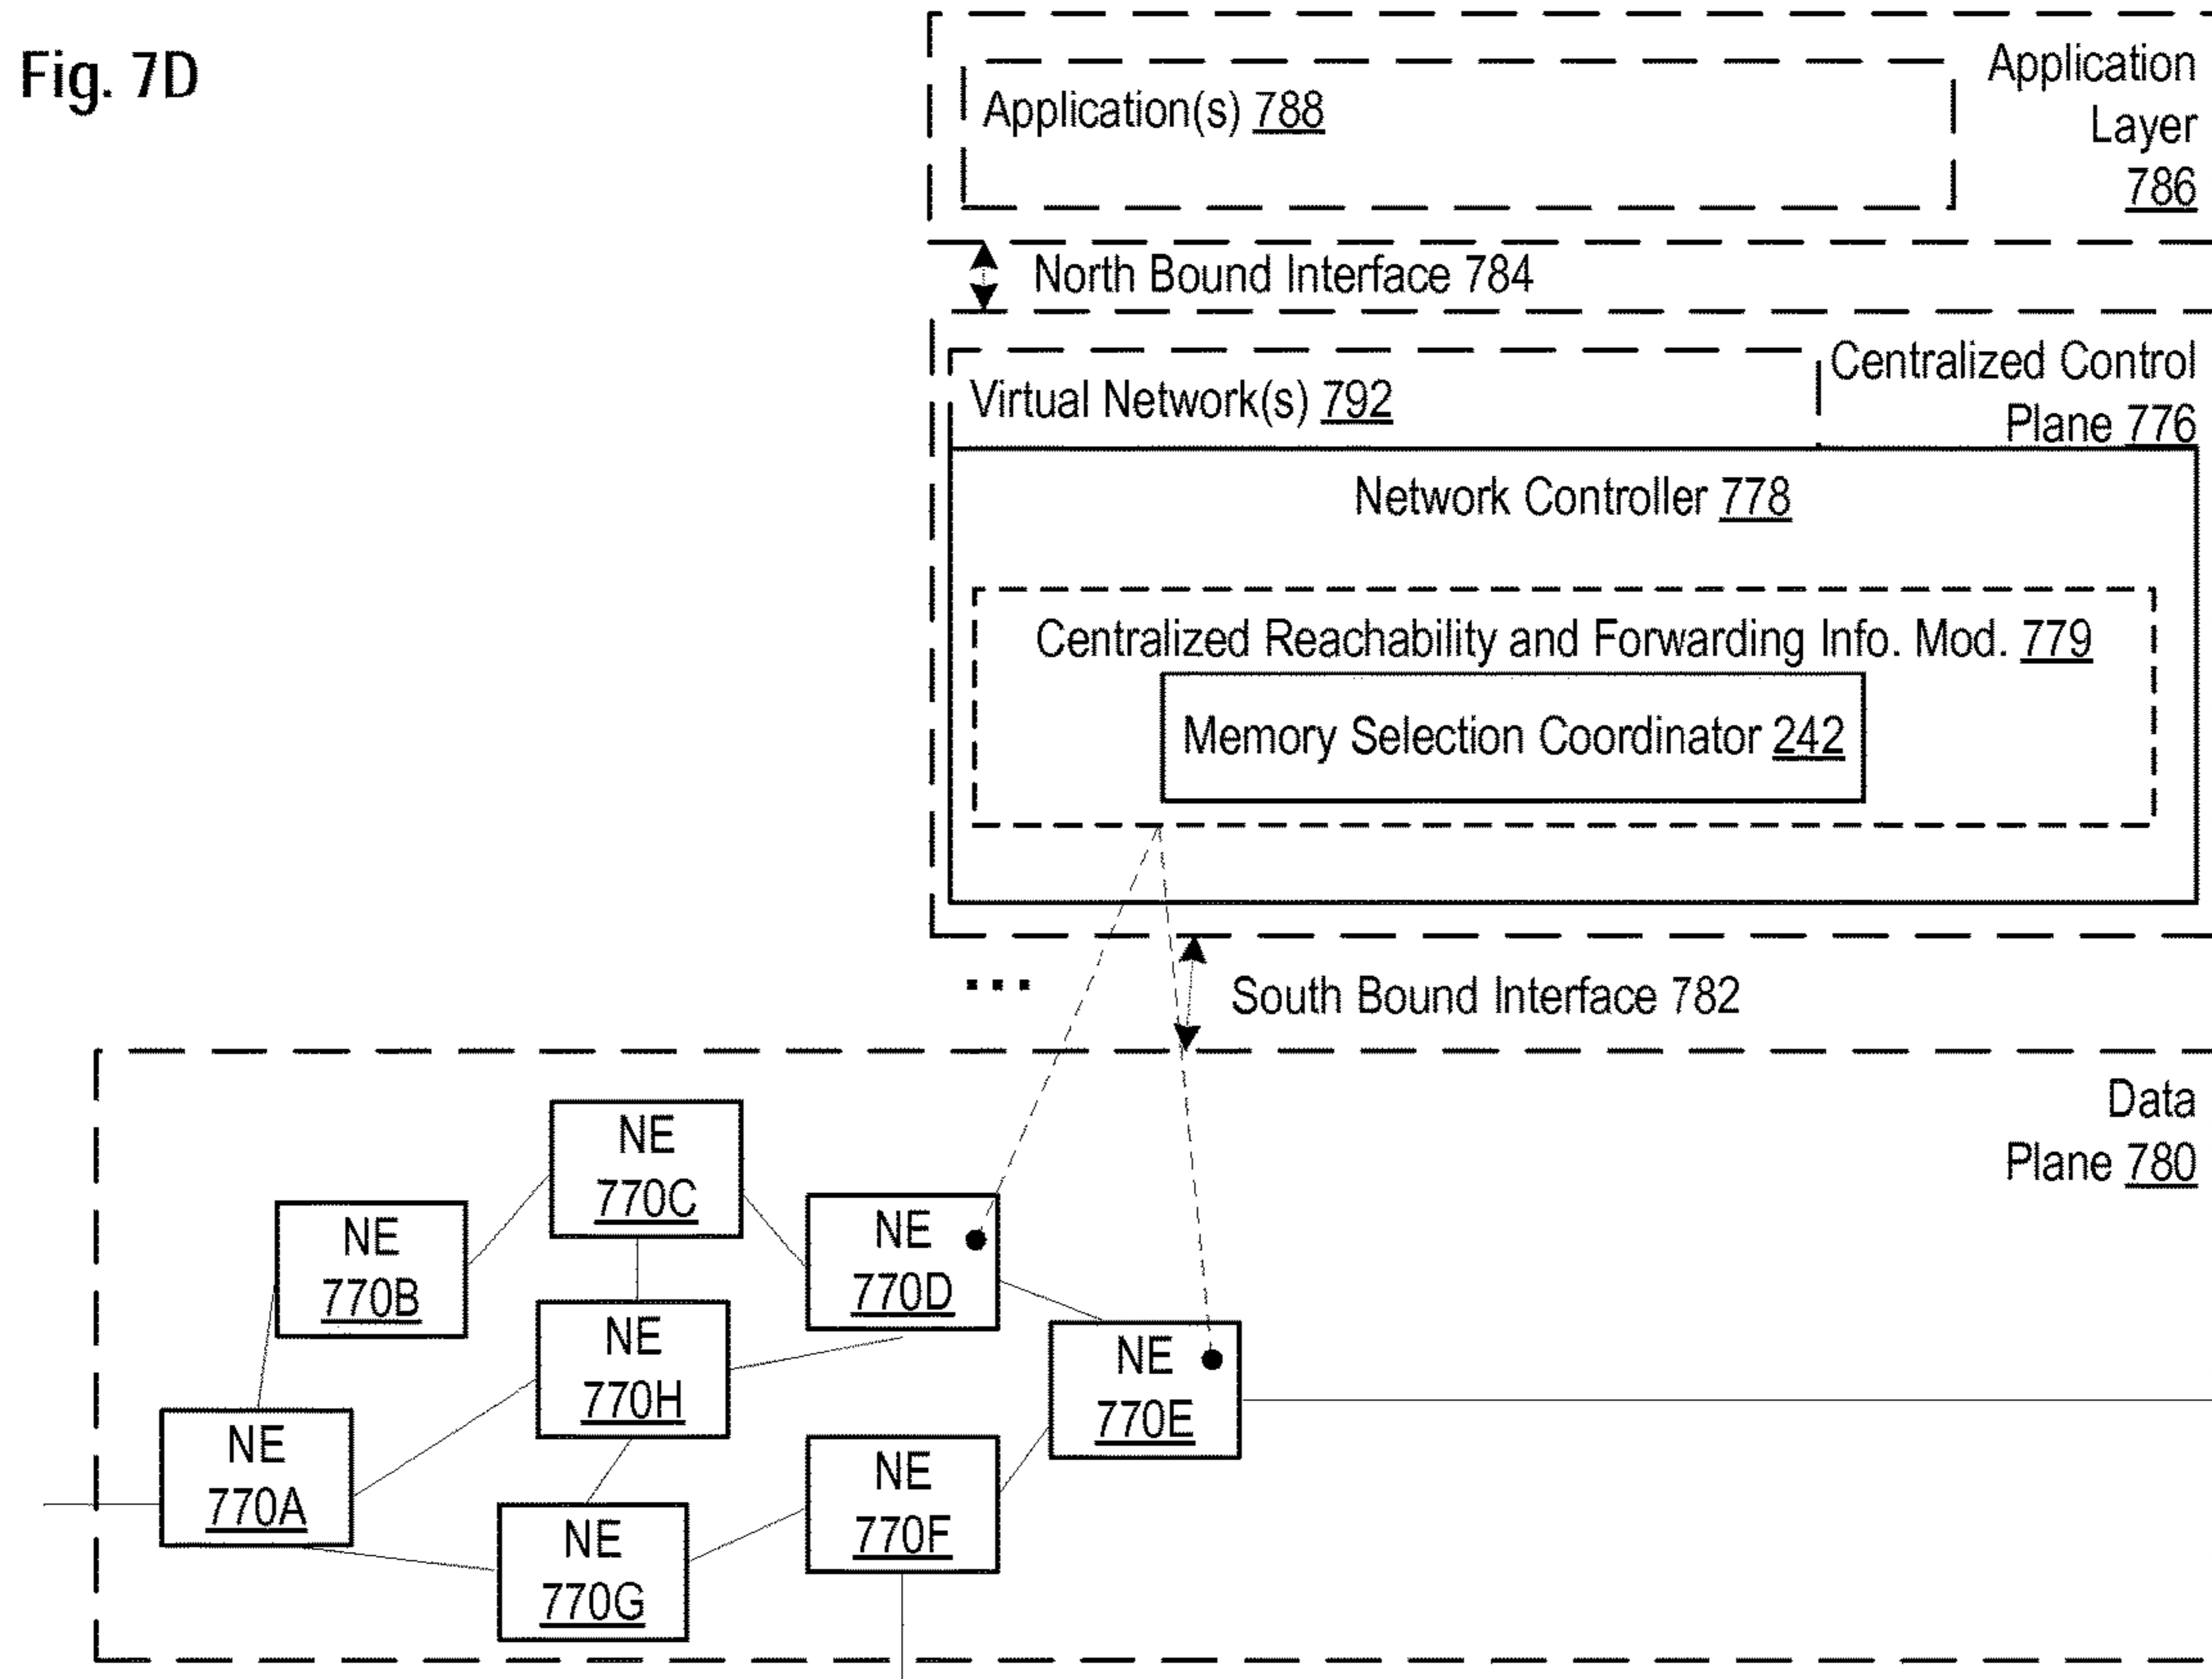 Fig. 7D
Application
Layer
786
Application(s) 788
North Bound Interface 784
Centralized Control
Plane 776
Virtual Network(s) 792
Network Controller 778
Centralized Reachability and Forwarding Info. Mod. 779
Memory Selection Coordinator 242
...
South Bound Interface 782
Data
Plane 780
NE
770C
NE
770B
NE
770D
NE
770H
NE
770E
NE
770A
NE
770F
NE
770G